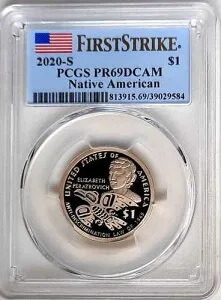 FIRSTSTRIKE®
2020-S $1
PCGS PR69DCAM
Native American
813915.69/39029584
UNITED STATES OF AMERICA
ELIZABETH
PERATROVICH
$1
ANTI-DISCRIMINATION LAW OF 1945